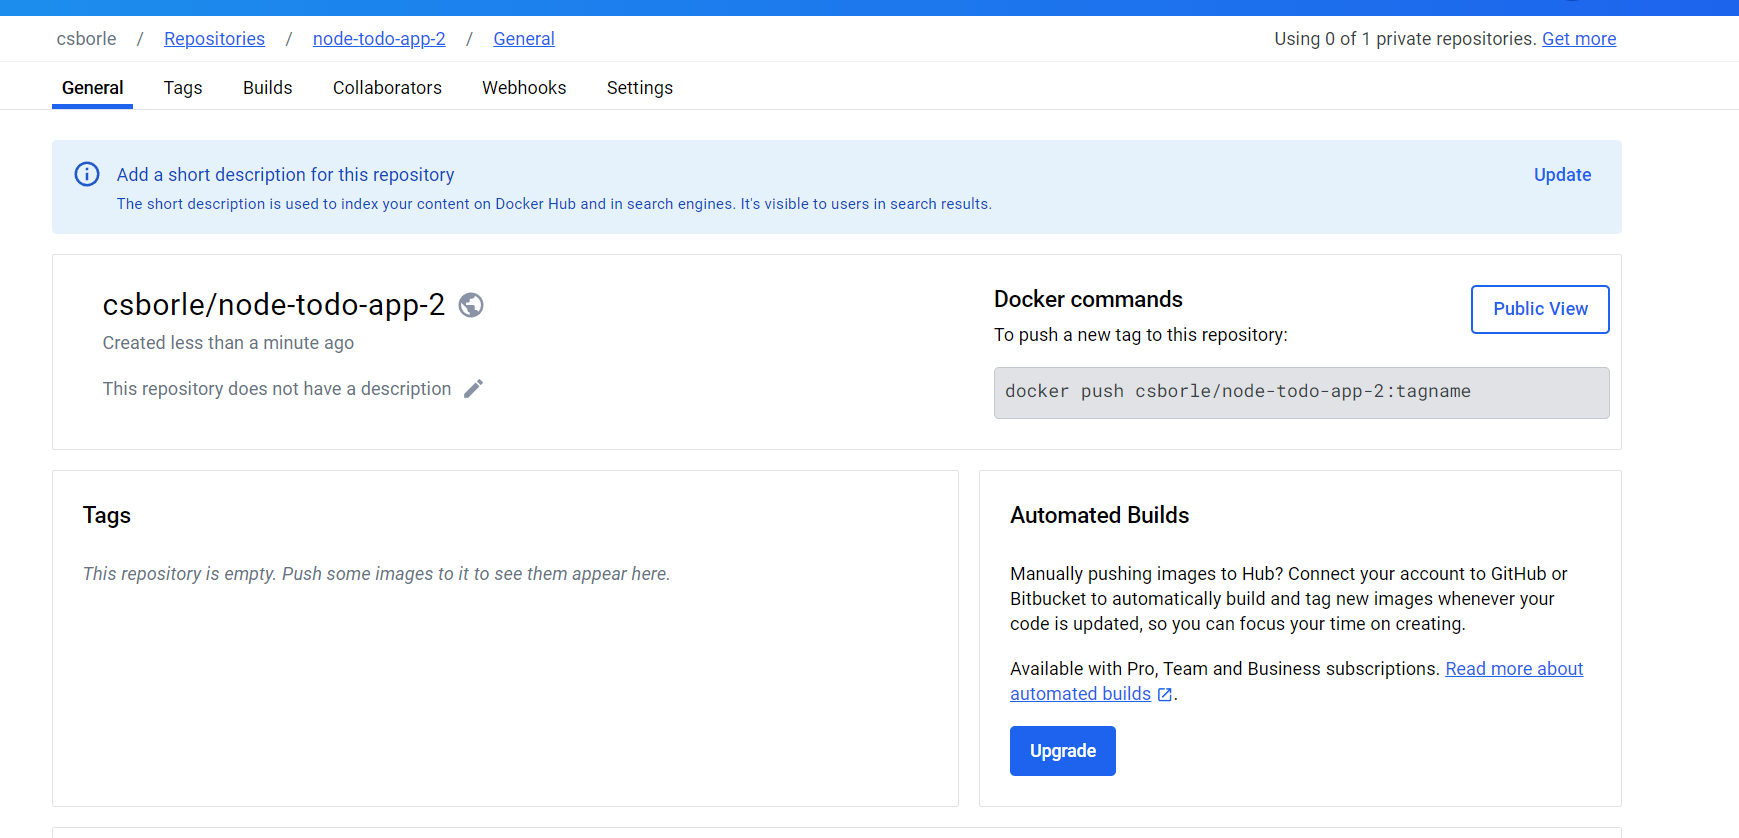 csborle / Repositories / node-todo-app-2 / General
Using 0 of 1 private repositories. Get more
General Tags Builds Collaborators Webhooks Settings
Add a short description for this repository
Update
The short description is used to index your content on Docker Hub and in search engines. It's visible to users in search results.
csborle/node-todo-app-2
Created less than a minute ago
This repository does not have a description
Docker commands
Public View
To push a new tag to this repository:
docker push csborle/node-todo-app-2:tagname
Tags
This repository is empty. Push some images to it to see them appear here.
Automated Builds
Manually pushing images to Hub? Connect your account to GitHub or
Bitbucket to automatically build and tag new images whenever your
code is updated, so you can focus your time on creating.
Available with Pro, Team and Business subscriptions. Read more about
automated builds .
Upgrade